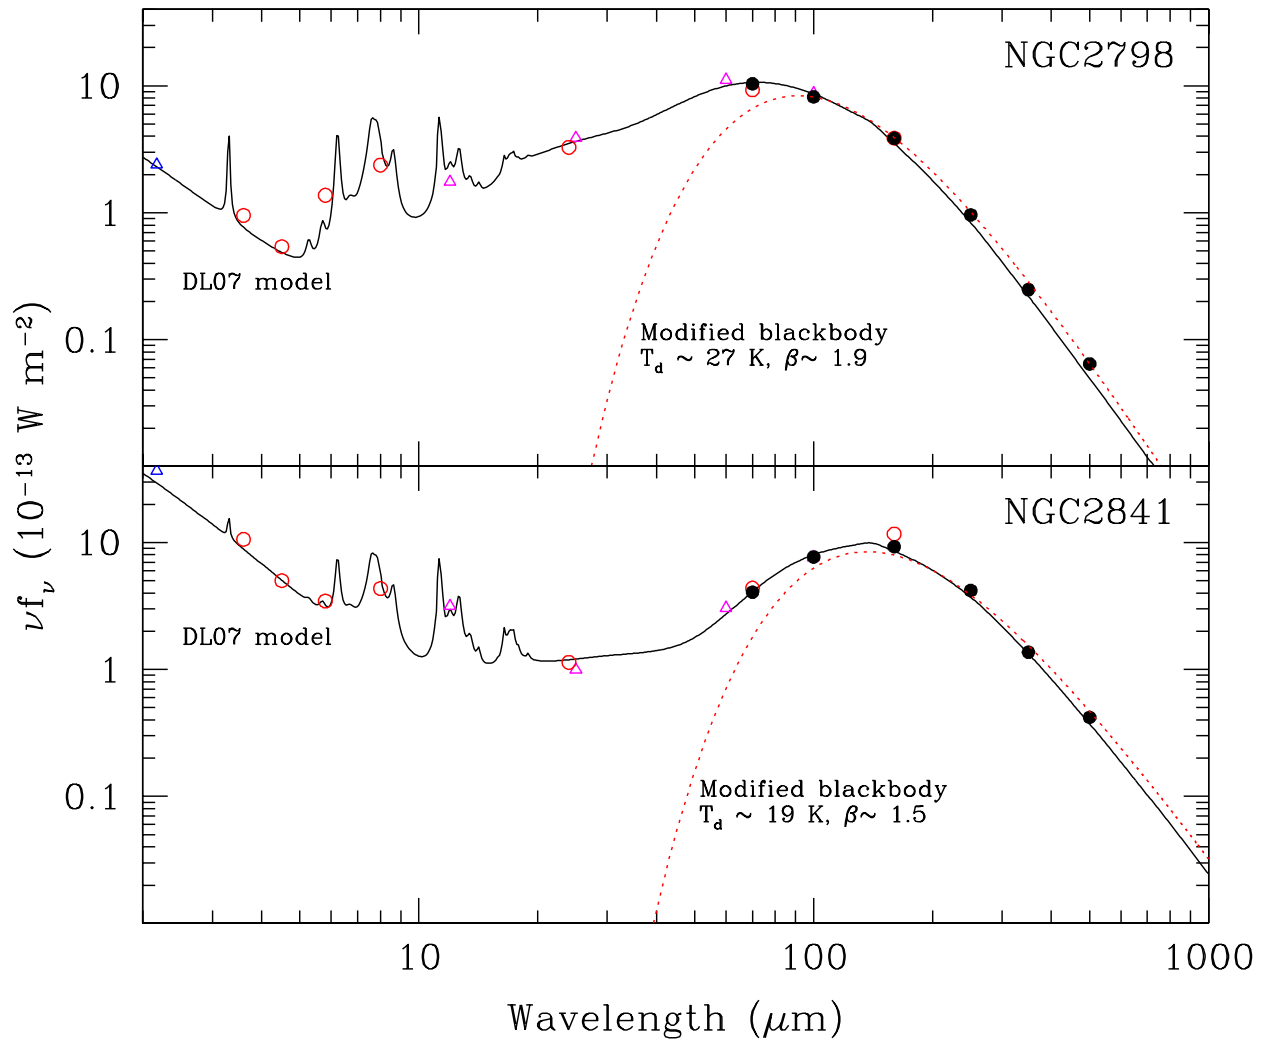 NGC2798
10
1
0.1
DL07 model
Modified blackbody
T_d ~ 27 K, β~ 1.9
νf_ν (10⁻¹³ W m⁻²)
NGC2841
10
1
0.1
DL07 model
Modified blackbody
T_d ~ 19 K, β~ 1.5
10 100 1000
Wavelength (μm)